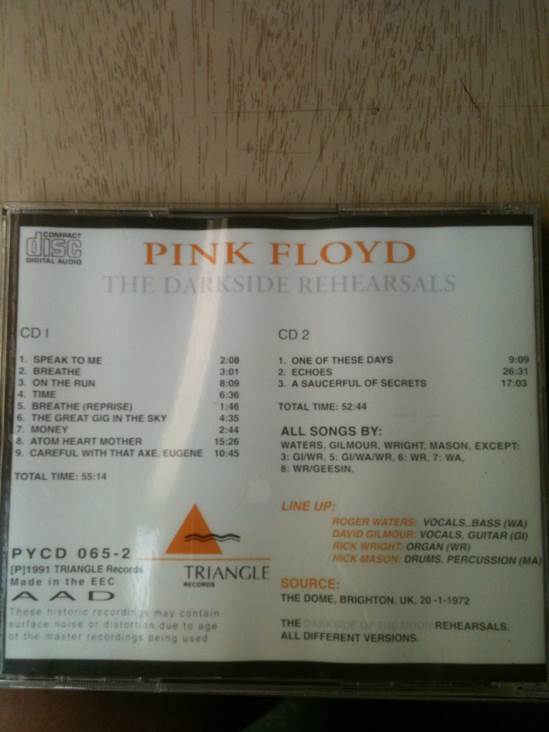 COMPACT
disc
DIGITAL AUDIO
PINK FLOYD
THE DARKSIDE REHEARSALS
CD 1
1. SPEAK TO ME 2:08
2. BREATHE 3:01
3. ON THE RUN 8:09
4. TIME 6:36
5. BREATHE (REPRISE) 1:46
6. THE GREAT GIG IN THE SKY 4:35
7. MONEY 2:44
8. ATOM HEART MOTHER 15:26
9. CAREFUL WITH THAT AXE, EUGENE 10:45
TOTAL TIME: 55:14
CD 2
1. ONE OF THESE DAYS 9:09
2. ECHOES 26:31
3. A SAUCERFUL OF SECRETS 17:03
TOTAL TIME: 52:44
ALL SONGS BY:
WATERS, GILMOUR, WRIGHT, MASON, EXCEPT:
3: GI/WR, 5: GI/WA/WR, 6: WR, 7: WA,
8: WR/GEESIN,
LINE UP:
ROGER WATERS: VOCALS, BASS (WA)
DAVID GILMOUR: VOCALS, GUITAR (GI)
RICK WRIGHT: ORGAN (WR)
NICK MASON: DRUMS, PERCUSSION (MA)
SOURCE:
THE DOME, BRIGHTON, UK, 20 -1-1972
THE DARKSIDE OF THE MOON REHEARSALS.
ALL DIFFERENT VERSIONS.
TRIANGLE
RECORDS
PYCD 065-2
[P]1991 TRIANGLE Records
Made in the EEC
AAD
These historic recordings may contain
surface noise or distortion due to age
of the master recordings being used